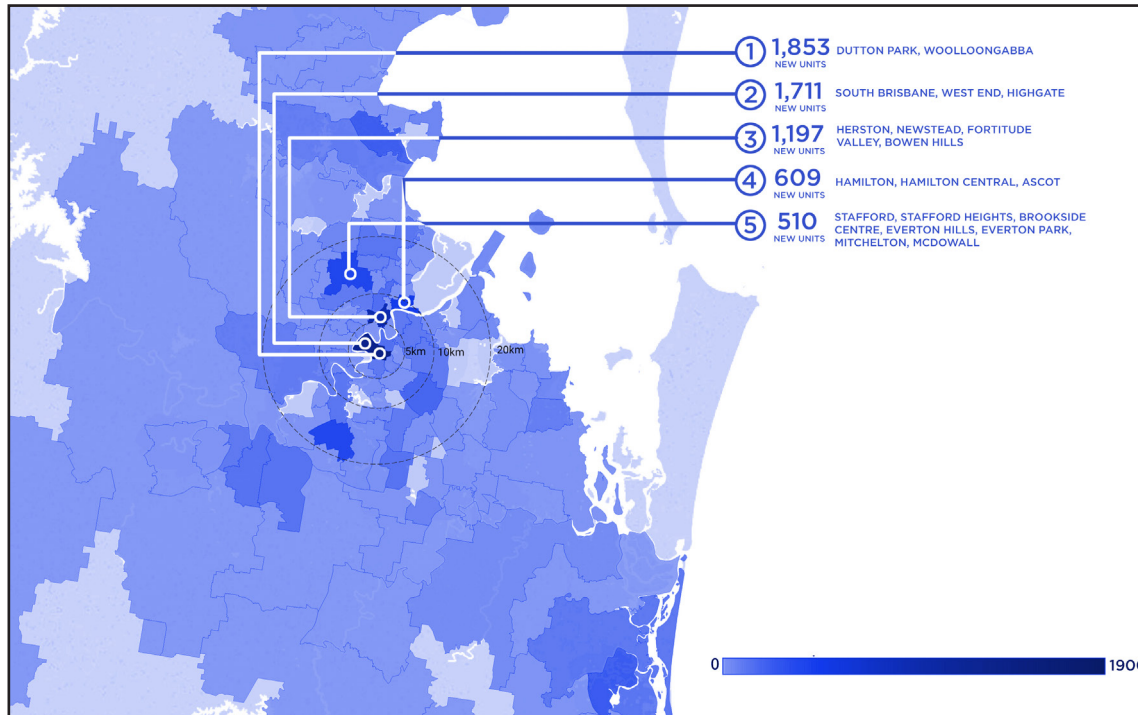 1 1,853 NEW UNITS DUTTON PARK, WOOLLOONGABBA
2 1,711 NEW UNITS SOUTH BRISBANE, WEST END, HIGHGATE
3 1,197 NEW UNITS HERSTON, NEWSTEAD, FORTITUDE
VALLEY, BOWEN HILLS
4 609 NEW UNITS HAMILTON, HAMILTON CENTRAL, ASCOT
5 510 NEW UNITS STAFFORD, STAFFORD HEIGHTS, BROOKSIDE
CENTRE, EVERTON HILLS, EVERTON PARK,
MITCHELTON, MCDOWALL
5km 10km 20km
0 1900